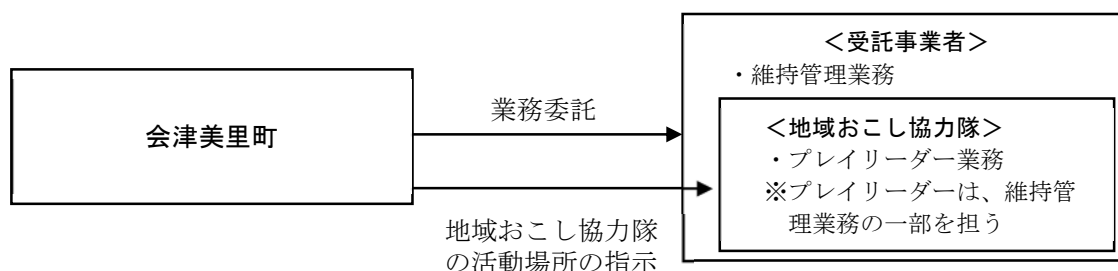 ＜受託事業者＞
・維持管理業務
会津美里町
業務委託
＜地域おこし協力隊＞
・プレイリーダー業務
※プレイリーダーは、維持管
理業務の一部を担う
地域おこし協力隊
の活動場所の指示